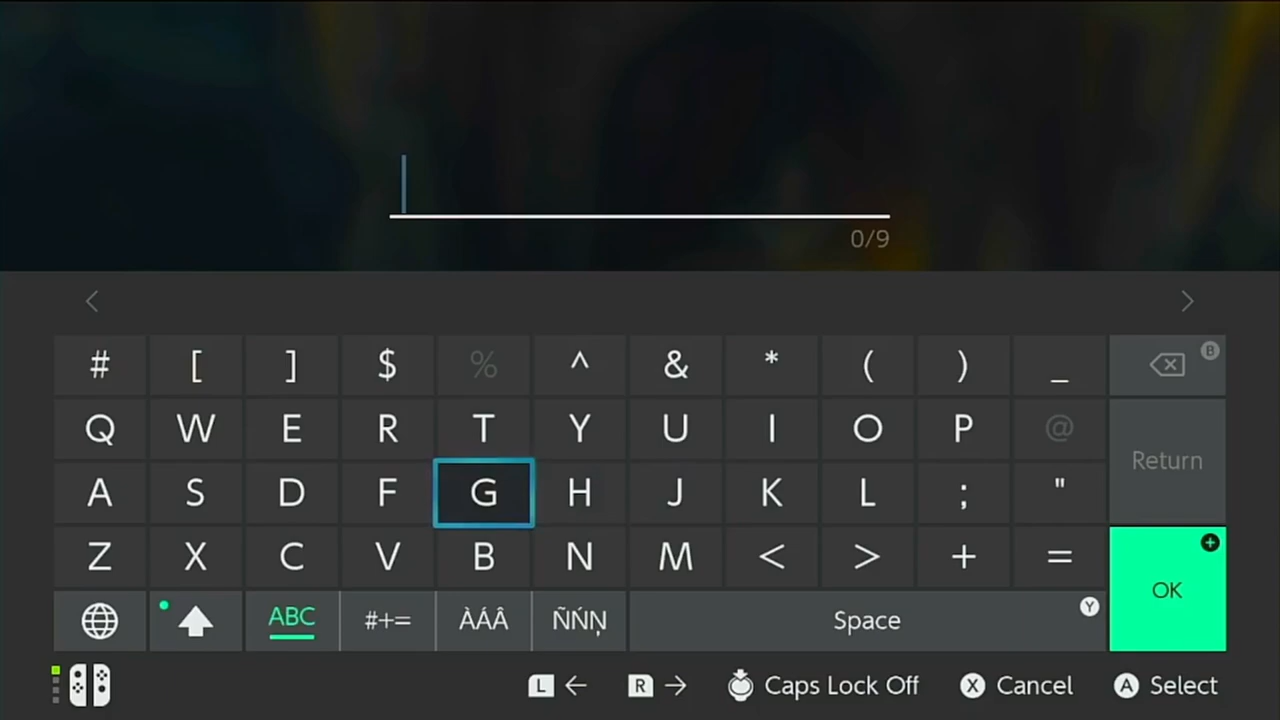 0/9
# [ ] $ % ^ & * ( ) _ B
Q W E R T Y U I O P @ Return
A S D F G H J K L ; "
Z X C V B N M < > + = + OK
ABC #+= ÀÁÂ ÑŃŅ Space Y
L ← R → Caps Lock Off X Cancel A Select